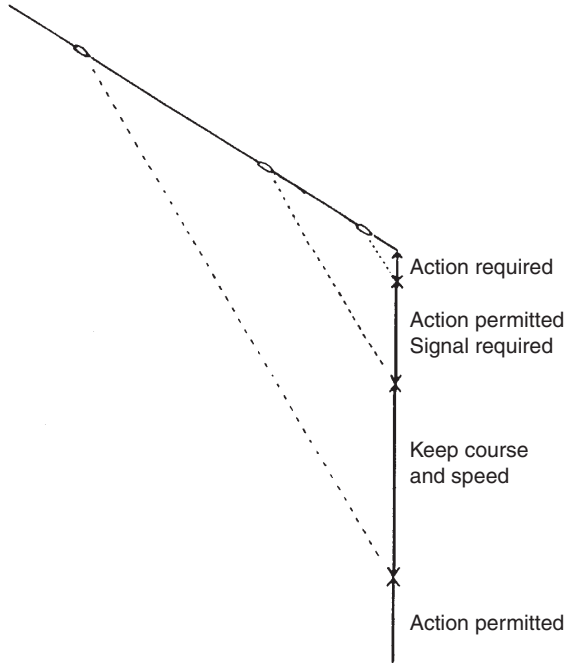 Action required
Action permitted
Signal required
Keep course
and speed
Action permitted